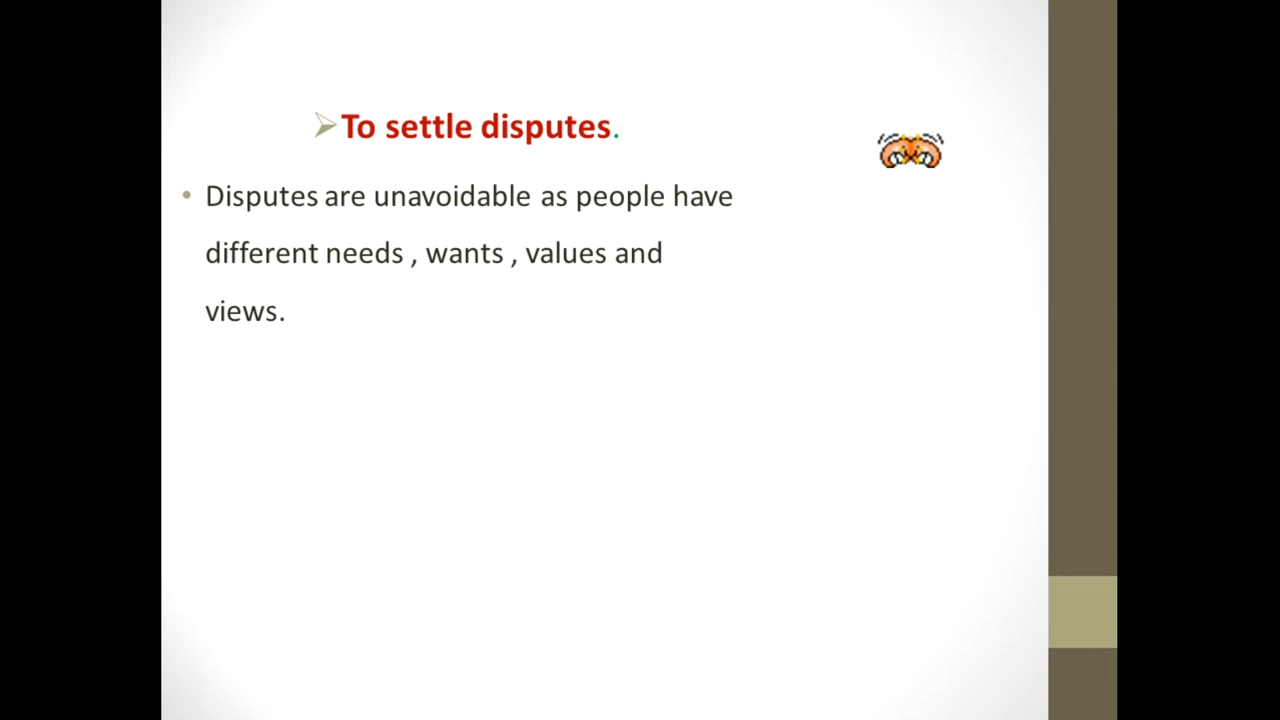 ➢To settle disputes.
• Disputes are unavoidable as people have
different needs , wants , values and
views.